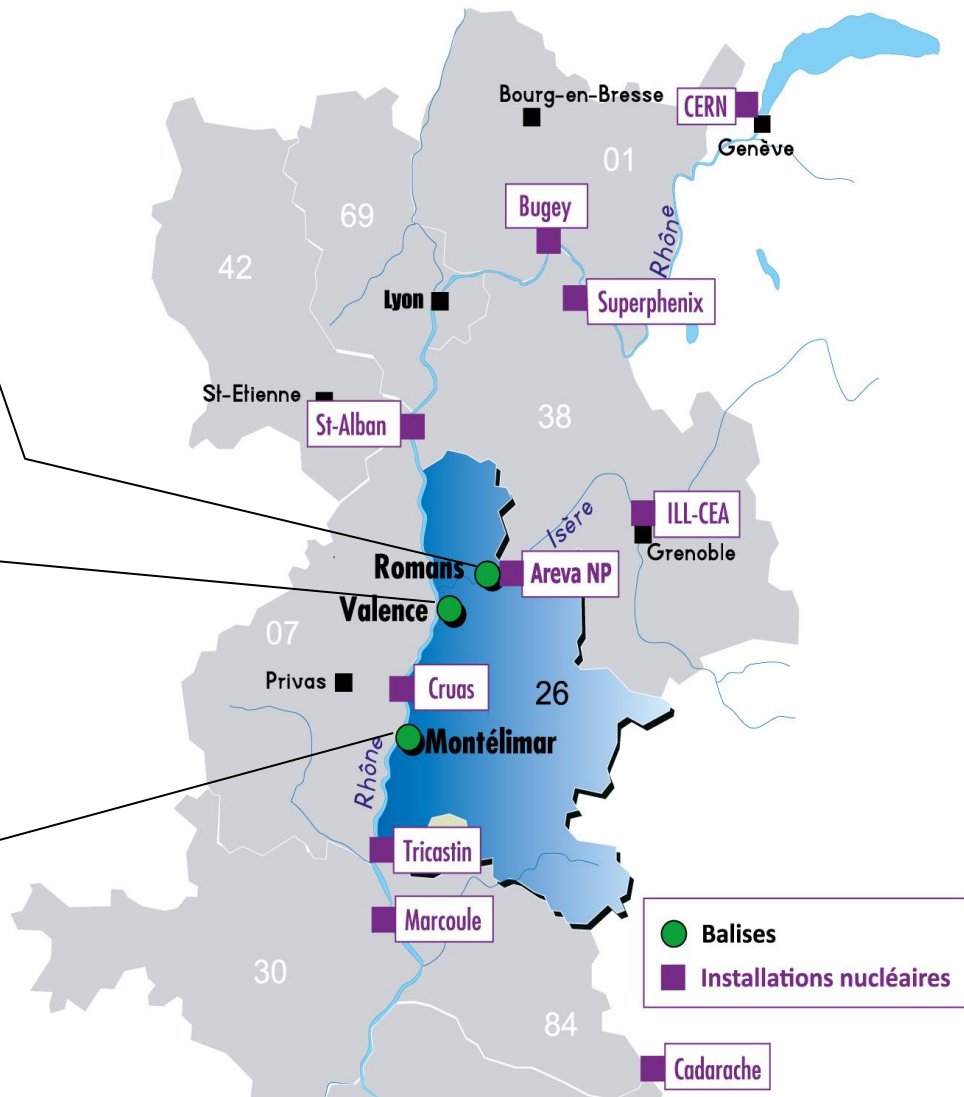 Bourg-en-Bresse
CERN
Genève
01
Bugey
69
Rhône
42
Lyon
Superphenix
St-Etienne
St-Alban
38
Isère
ILL-CEA
Grenoble
Romans
Areva NP
Valence
07
Privas
Cruas
26
Montélimar
Rhône
Tricastin
Marcoule
Balises
Installations nucléaires
30
84
Cadarache